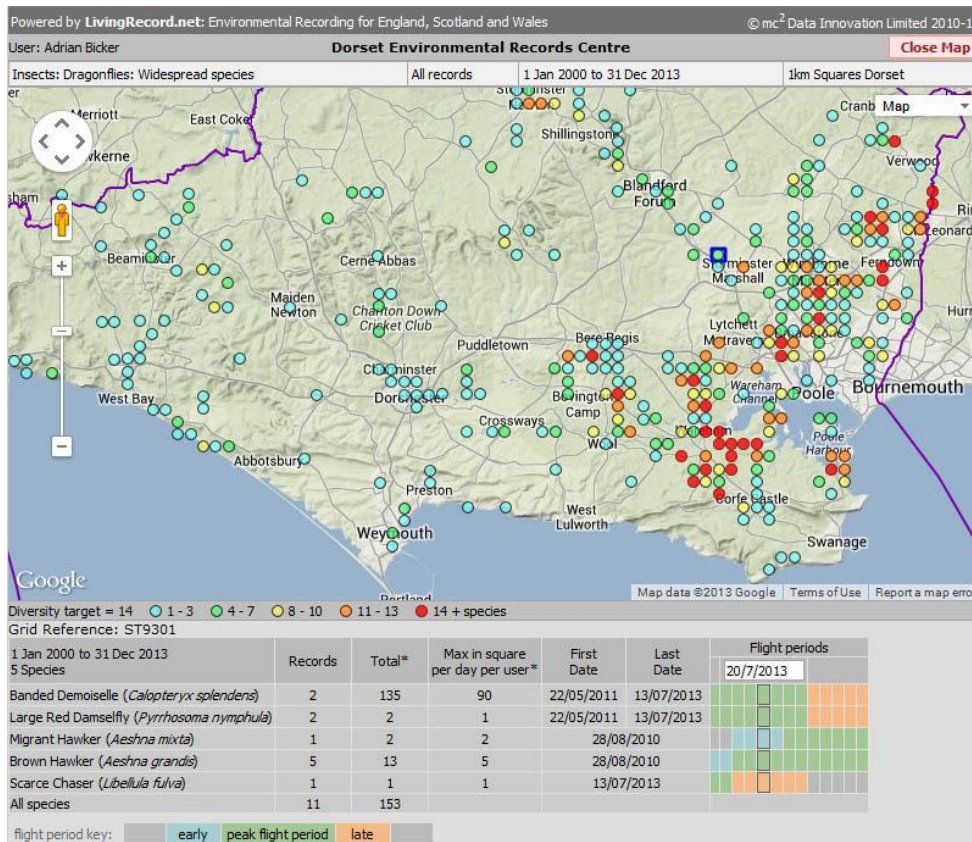 Powered by LivingRecord.net: Environmental Recording for England, Scotland and Wales © mc2 Data Innovation Limited 2010-1
User: Adrian Bicker Dorset Environmental Records Centre Close Map
Insects: Dragonflies: Widespread species All records 1 Jan 2000 to 31 Dec 2013 1km Squares Dorset
Merriott
East Coke
Cranb
Map
wkerne
Shillingstone
Verwood
sham
Blandford
Forum
Rin
Leonard
Beaminster
Cerne Abbas
Ferndown
Marshall
Maiden
Newton
Charlton Down
Cricket Club
Hur
Lytchett
Matravers
Puddletown
Bere Regis
Charminster
Dorchester
Bovington
Camp
Wareham
Channel
Poole
Bournemouth
West Bay
Crossways
Wool
Wareham
Poole
Harbour
Abbotsbury
Preston
Corfe Castle
West
Lulworth
Weymouth
Swanage
Google
Portland
Map data ©2013 Google Terms of Use Report a map erro
Diversity target = 14 1 - 3 4 - 7 8 - 10 11 - 13 14 + species
Grid Reference: ST9301
1 Jan 2000 to 31 Dec 2013
5 Species
Records Total* Max in square
per day per user* First
Date Last
Date Flight periods
20/7/2013
Banded Demoiselle (Calopteryx splendens) 2 135 90 22/05/2011 13/07/2013
Large Red Damselfly (Pyrrhosoma nymphula) 2 2 1 22/05/2011 13/07/2013
Migrant Hawker (Aeshna mixta) 1 2 2 28/08/2010
Brown Hawker (Aeshna grandis) 5 13 5 28/08/2010
Scarce Chaser (Libellula fulva) 1 1 1 13/07/2013
All species 11 153
flight period key: early peak flight period late